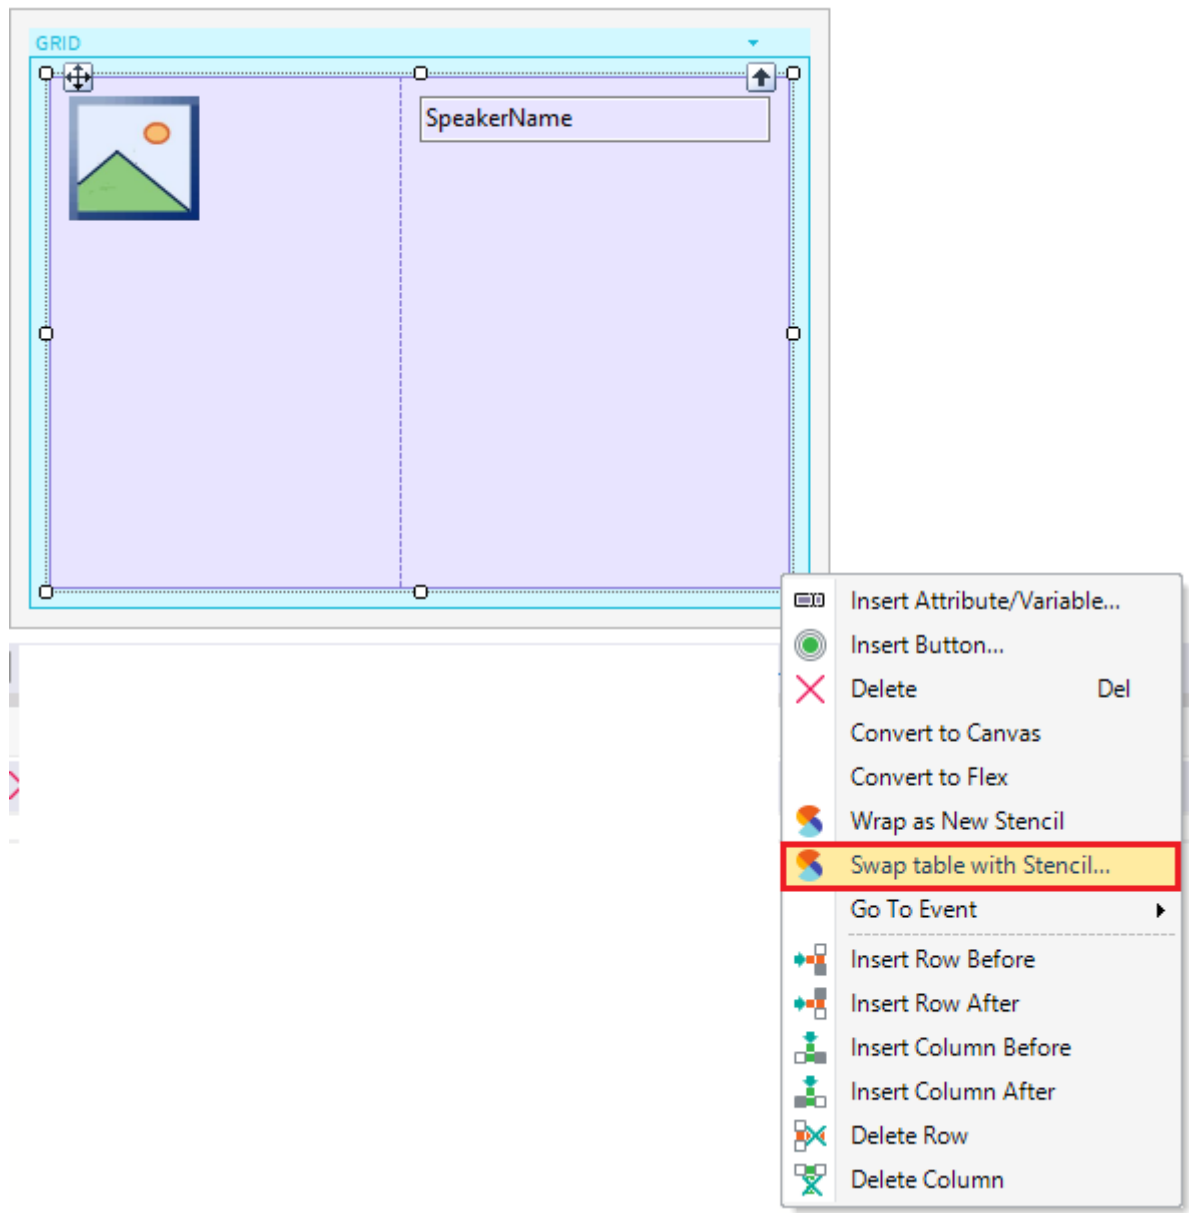 GRID
SpeakerName
Insert Attribute/Variable...
Insert Button...
Delete Del
Convert to Canvas
Convert to Flex
Wrap as New Stencil
Swap table with Stencil...
Go To Event
Insert Row Before
Insert Row After
Insert Column Before
Insert Column After
Delete Row
Delete Column